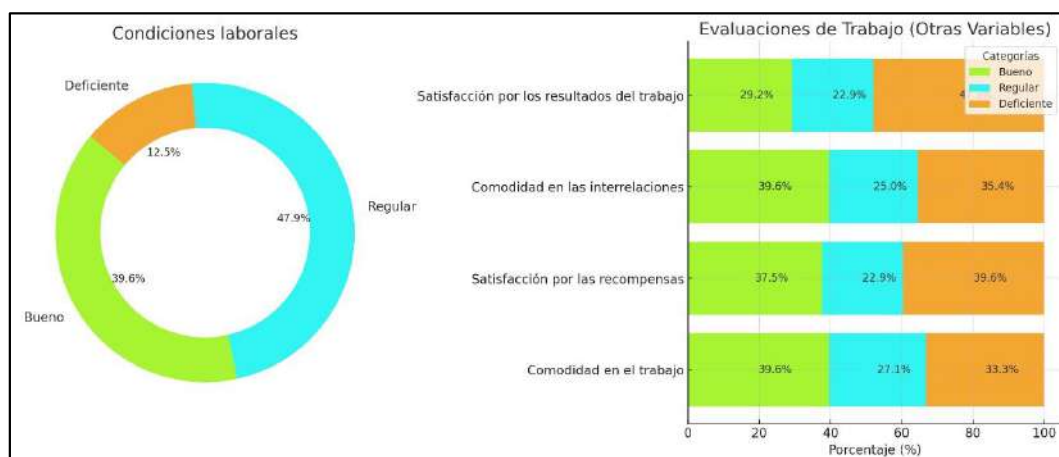 Condiciones laborales
Deficiente
12.5%
47.9%
Regular
39.6%
Bueno
Evaluaciones de Trabajo (Otras Variables)
Categorías
Bueno
Regular
Deficiente
Satisfacción por los resultados del trabajo
29.2%
22.9%
Comodidad en las interrelaciones
39.6%
25.0%
35.4%
Satisfacción por las recompensas
37.5%
22.9%
39.6%
Comodidad en el trabajo
39.6%
27.1%
33.3%
0
20
40
60
80
100
Porcentaje (%)